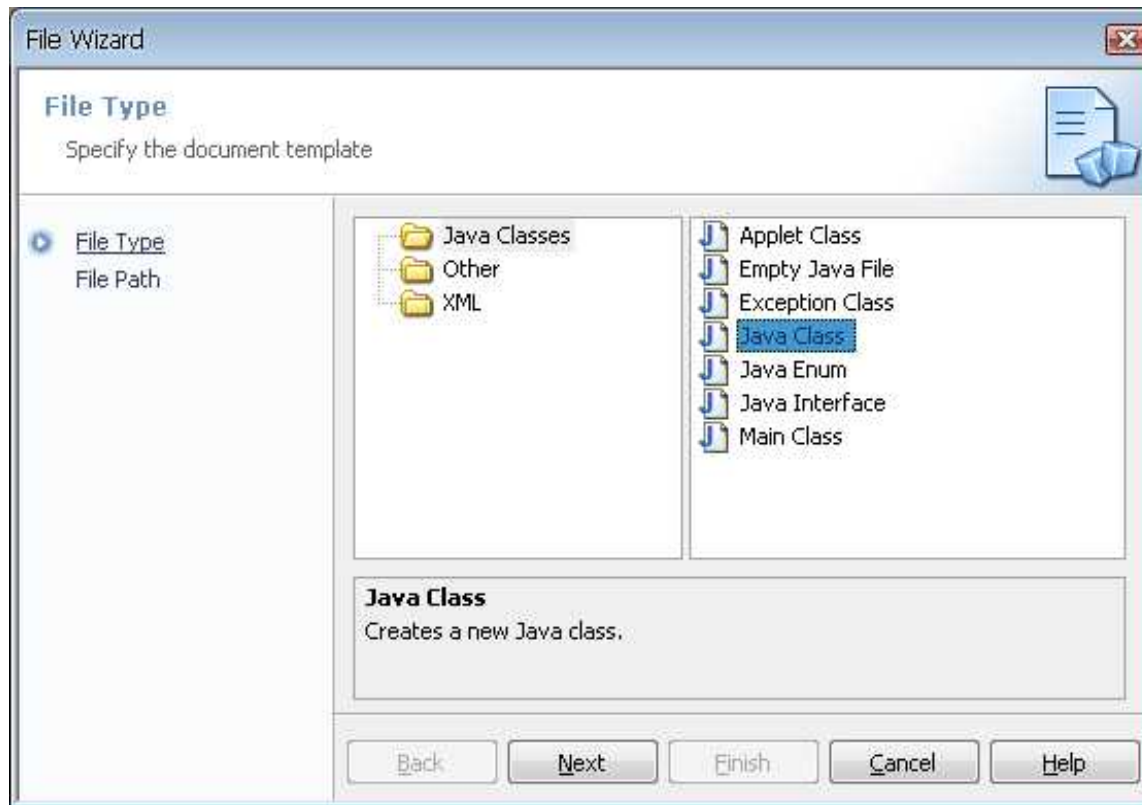 File Wizard
File Type
Specify the document template
File Type
File Path
Java Classes
Other
XML
Applet Class
Empty Java File
Exception Class
Java Class
Java Enum
Java Interface
Main Class
Java Class
Creates a new Java class.
Back Next Finish Cancel Help